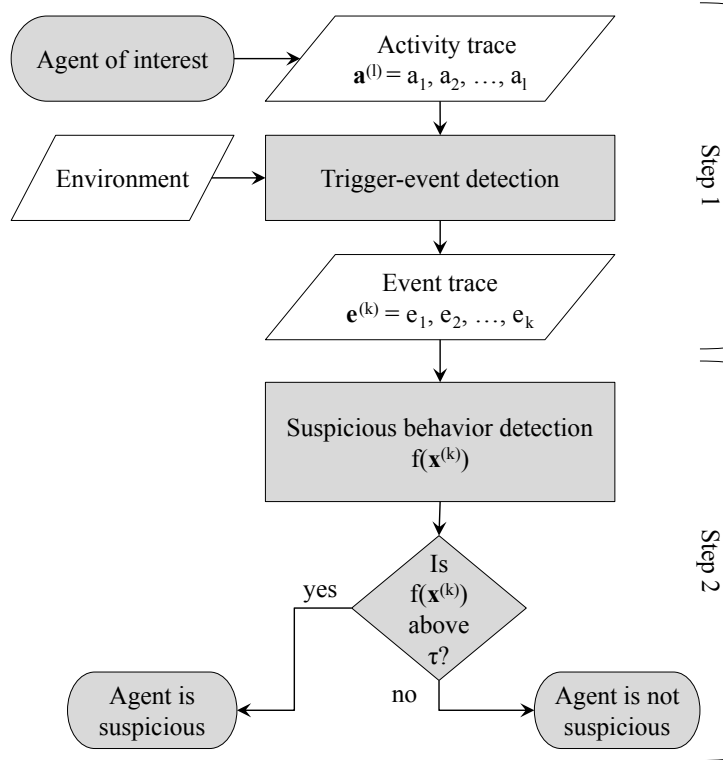 Agent of interest
Activity trace
a⁽ˡ⁾ = a₁, a₂, …, aₗ
Step 1
Environment
Trigger-event detection
Event trace
e⁽ᵏ⁾ = e₁, e₂, …, eₖ
Suspicious behavior detection
f(x⁽ᵏ⁾)
Step 2
Is
f(x⁽ᵏ⁾)
above
τ?
yes
no
Agent is
suspicious
Agent is not
suspicious